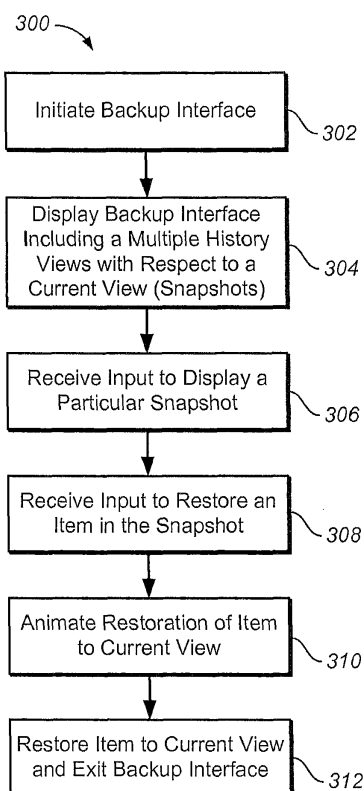 300
Initiate Backup Interface
302
Display Backup Interface
Including a Multiple History
Views with Respect to a
Current View (Snapshots)
304
Receive Input to Display a
Particular Snapshot
306
Receive Input to Restore an
Item in the Snapshot
308
Animate Restoration of Item
to Current View
310
Restore Item to Current View
and Exit Backup Interface
312